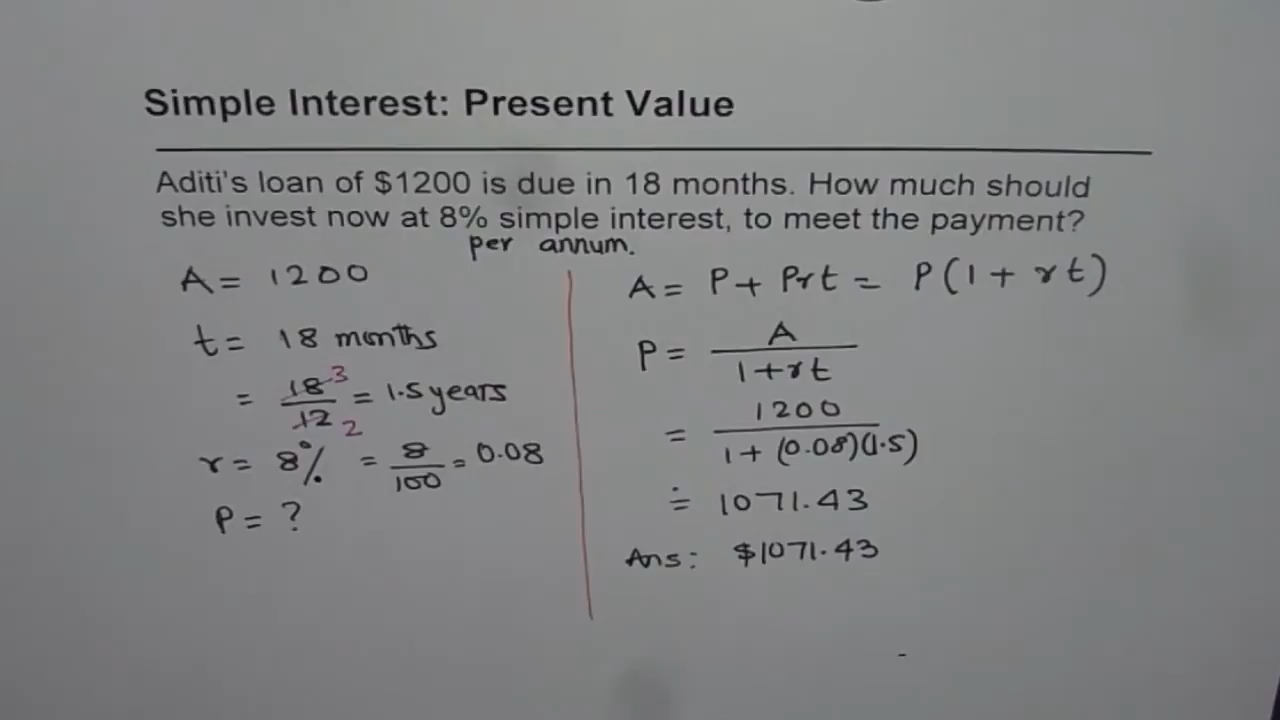 Simple Interest: Present Value
Aditi's loan of $1200 is due in 18 months. How much should
she invest now at 8% simple interest, to meet the payment?
per annum.
A = 1200
t = 18 months
= 18/12 3 2 = 1.5 years
r = 8% = 8/100 = 0.08
P = ?
A = P + Prt = P(1 + rt)
P = A/1+rt
= 1200/1+(0.08)(1.5)
≐ 1071.43
Ans: $1071.43